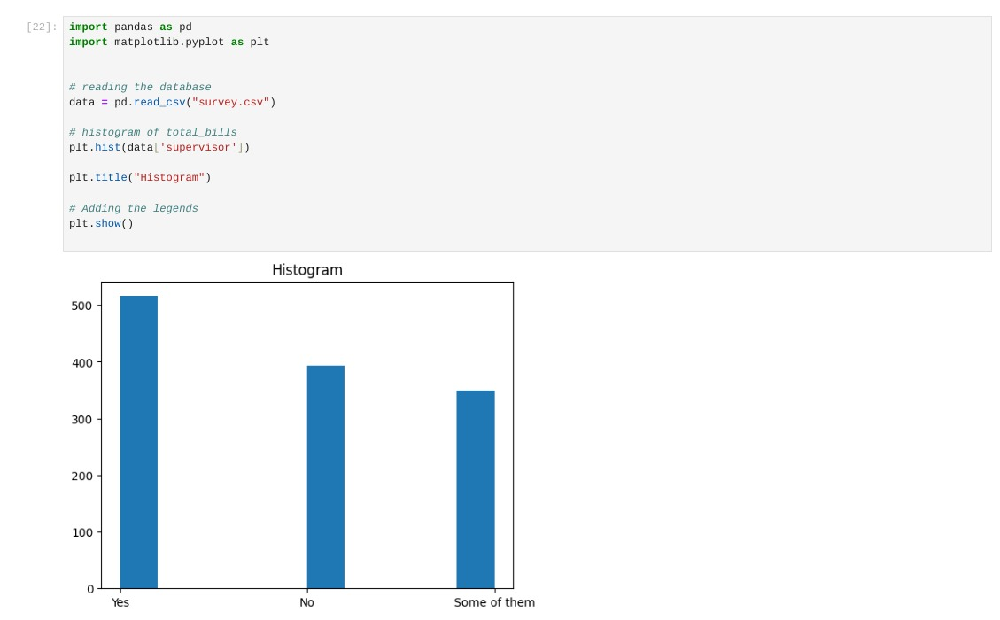 [22]: import pandas as pd
import matplotlib.pyplot as plt
# reading the database
data = pd.read_csv("survey.csv")
# histogram of total_bills
plt.hist(data['supervisor'])
plt.title("Histogram")
# Adding the legends
plt.show()
Histogram
500
400
300
200
100
0
Yes No Some of them